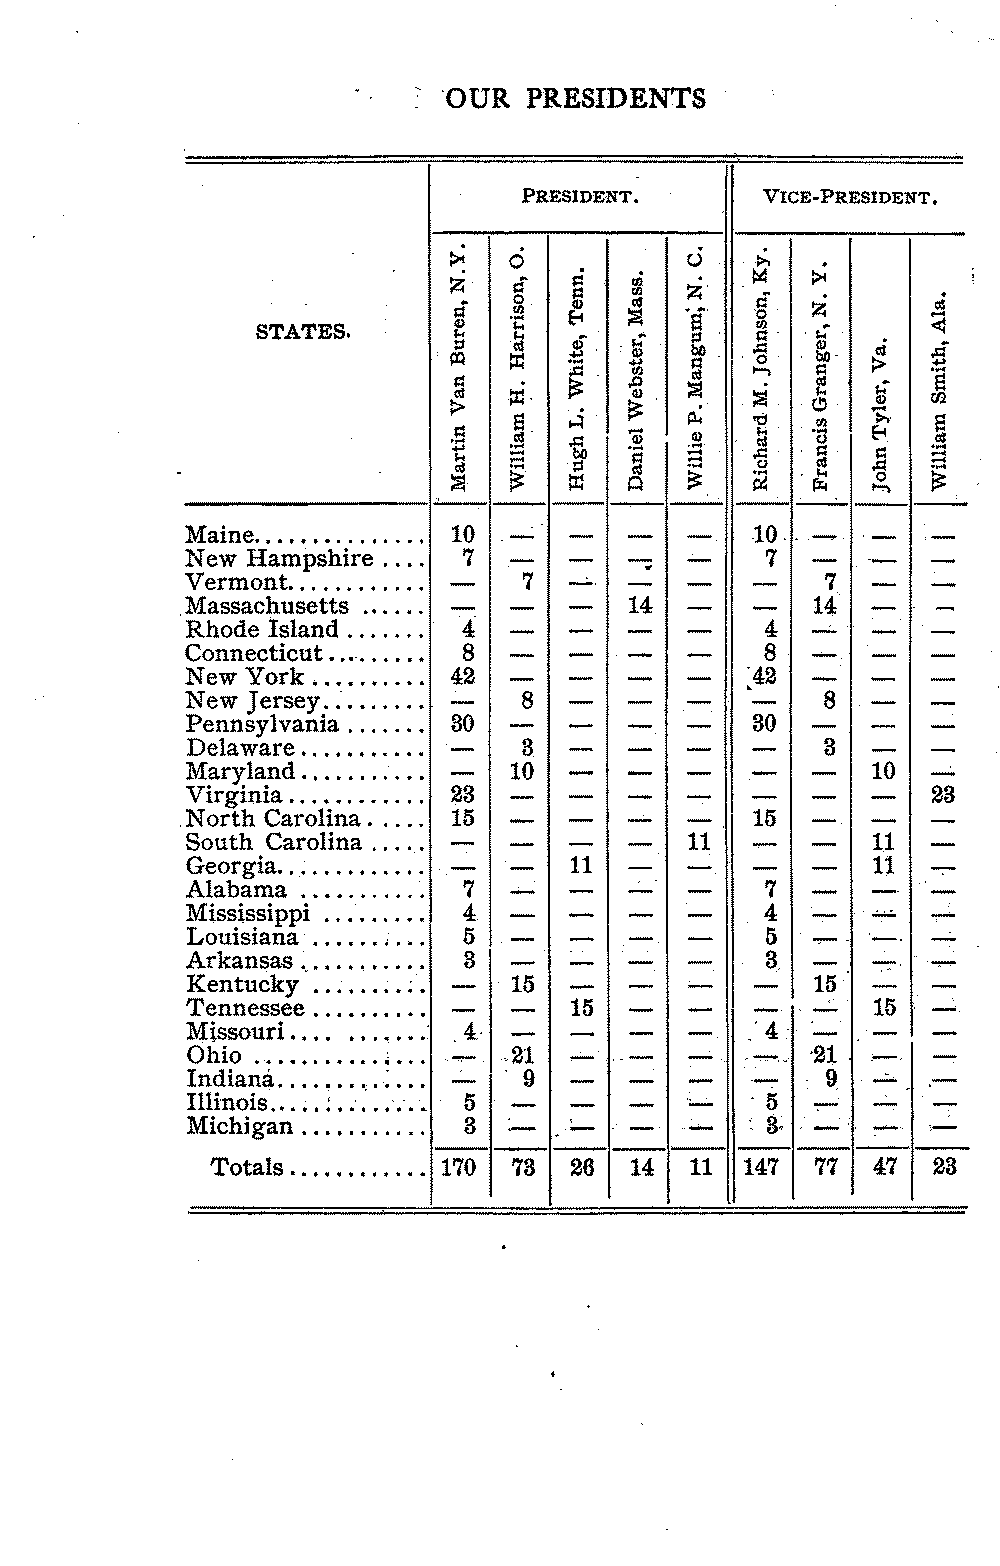 OUR PRESIDENTS
STATES. PRESIDENT. VICE-PRESIDENT.
Martin Van Buren, N.Y. William H. Harrison, O. Hugh L. White, Tenn. Daniel Webster, Mass. Willie P. Mangum, N. C. Richard M. Johnson, Ky. Francis Granger, N. Y. John Tyler, Va. William Smith, Ala.
Maine............... 10 — — — — 10 — — —
New Hampshire .... 7 — — — — 7 — — —
Vermont............ — 7 — — — — 7 — —
Massachusetts ...... — — — 14 — — 14 — —
Rhode Island ....... 4 — — — — 4 — — —
Connecticut......... 8 — — — — 8 — — —
New York .......... 42 — — — — 42 — — —
New Jersey......... — 8 — — — — 8 — —
Pennsylvania ....... 30 — — — — 30 — — —
Delaware........... — 3 — — — — 3 — —
Maryland........... — 10 — — — — — 10 —
Virginia............ 23 — — — — — — — 23
North Carolina ..... 15 — — — — 15 — — —
South Carolina ..... — — — — 11 — — 11 —
Georgia............. — — 11 — — — — 11 —
Alabama ........... 7 — — — — 7 — — —
Mississippi ......... 4 — — — — 4 — — —
Louisiana .......... 5 — — — — 5 — — —
Arkansas ........... 3 — — — — 3 — — —
Kentucky .......... — 15 — — — — 15 — —
Tennessee .......... — — 15 — — — — 15 —
Missouri.... ....... 4 — — — — 4 — — —
Ohio ............... — 21 — — — — 21 — —
Indiana............. — 9 — — — — 9 — —
Illinois.............. 5 — — — — 5 — — —
Michigan ........... 3 — — — — 3 — — —
Totals ............ 170 73 26 14 11 147 77 47 23